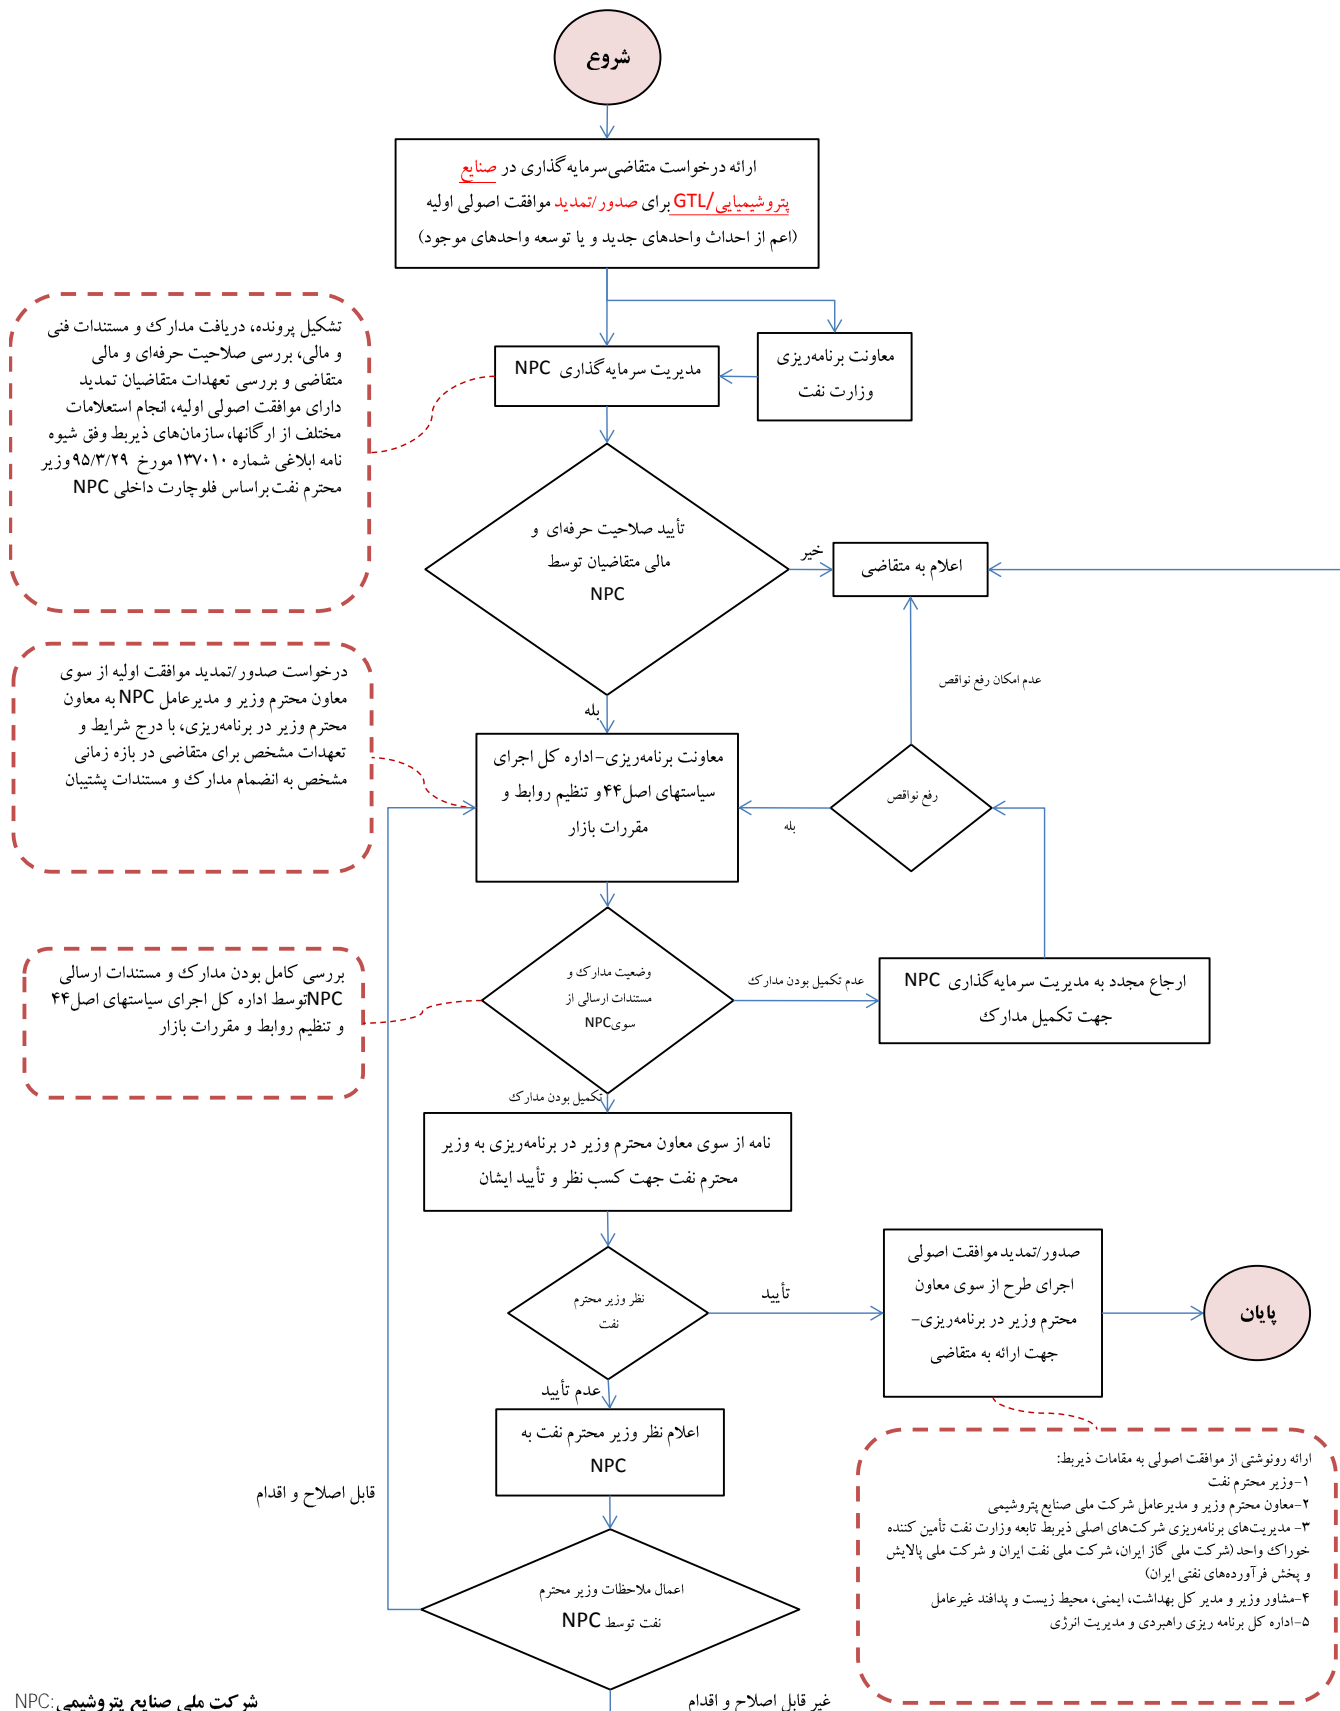 شروع
ارائه درخواست متقاضی سرمایه گذاری در صنایع
پتروشیمیایی/GTL برای صدور/تمدید موافقت اصولی اولیه
(اعم از احداث واحدهای جدید و یا توسعه واحدهای موجود)
معاونت برنامه‌ریزی
وزارت نفت
مدیریت سرمایه گذاری NPC
تشکیل پرونده، دریافت مدارک و مستندات فنی
و مالی، بررسی صلاحیت حرفه‌ای و مالی
متقاضی و بررسی تعهدات متقاضیان تمدید
دارای موافقت اصولی اولیه، انجام استعلامات
مختلف از ارگانها، سازمان‌های ذیربط وفق شیوه
نامه ابلاغی شماره ۱۳۷۰۱۰ مورخ ۹۵/۳/۲۹ وزیر
محترم نفت براساس فلوچارت داخلی NPC
تأیید صلاحیت حرفه‌ای و
مالی متقاضیان توسط
NPC
خیر
اعلام به متقاضی
بله
درخواست صدور/تمدید موافقت اولیه از سوی
معاون محترم وزیر و مدیرعامل NPC به معاون
محترم وزیر در برنامه‌ریزی، با درج شرایط و
تعهدات مشخص برای متقاضی در بازه زمانی
مشخص به انضمام مدارک و مستندات پشتیبان
عدم امکان رفع نواقص
معاونت برنامه‌ریزی-اداره کل اجرای
سیاستهای اصل۴۴و تنظیم روابط و
مقررات بازار
رفع نواقص
بله
بررسی کامل بودن مدارک و مستندات ارسالی
NPCتوسط اداره کل اجرای سیاستهای اصل۴۴
و تنظیم روابط و مقررات بازار
وضعیت مدارک و
مستندات ارسالی از
سویNPC
عدم تکمیل بودن مدارک
ارجاع مجدد به مدیریت سرمایه گذاری NPC
جهت تکمیل مدارک
تکمیل بودن مدارک
نامه از سوی معاون محترم وزیر در برنامه‌ریزی به وزیر
محترم نفت جهت کسب نظر و تأیید ایشان
نظر وزیر محترم
نفت
تأیید
صدور/تمدیدموافقت اصولی
اجرای طرح از سوی معاون
محترم وزیر در برنامه‌ریزی-
جهت ارائه به متقاضی
پایان
عدم تأیید
اعلام نظر وزیر محترم نفت به
NPC
قابل اصلاح و اقدام
ارائه رونوشتی از موافقت اصولی به مقامات ذیربط:
۱-وزیر محترم نفت
۲-معاون محترم وزیر و مدیرعامل شرکت ملی صنایع پتروشیمی
۳- مدیریت‌های برنامه‌ریزی شرکت‌های اصلی ذیربط تابعه وزارت نفت تأمین کننده
خوراک واحد (شرکت ملی گاز ایران، شرکت ملی نفت ایران و شرکت ملی پالایش
و پخش فرآورده‌های نفتی ایران)
۴-مشاور وزیر و مدیر کل بهداشت، ایمنی، محیط زیست و پدافند غیرعامل
۵-اداره کل برنامه ریزی راهبردی و مدیریت انرژی
اعمال ملاحظات وزیر محترم
نفت توسط NPC
غیر قابل اصلاح و اقدام
NPC: شرکت ملی صنایع پتروشیمی